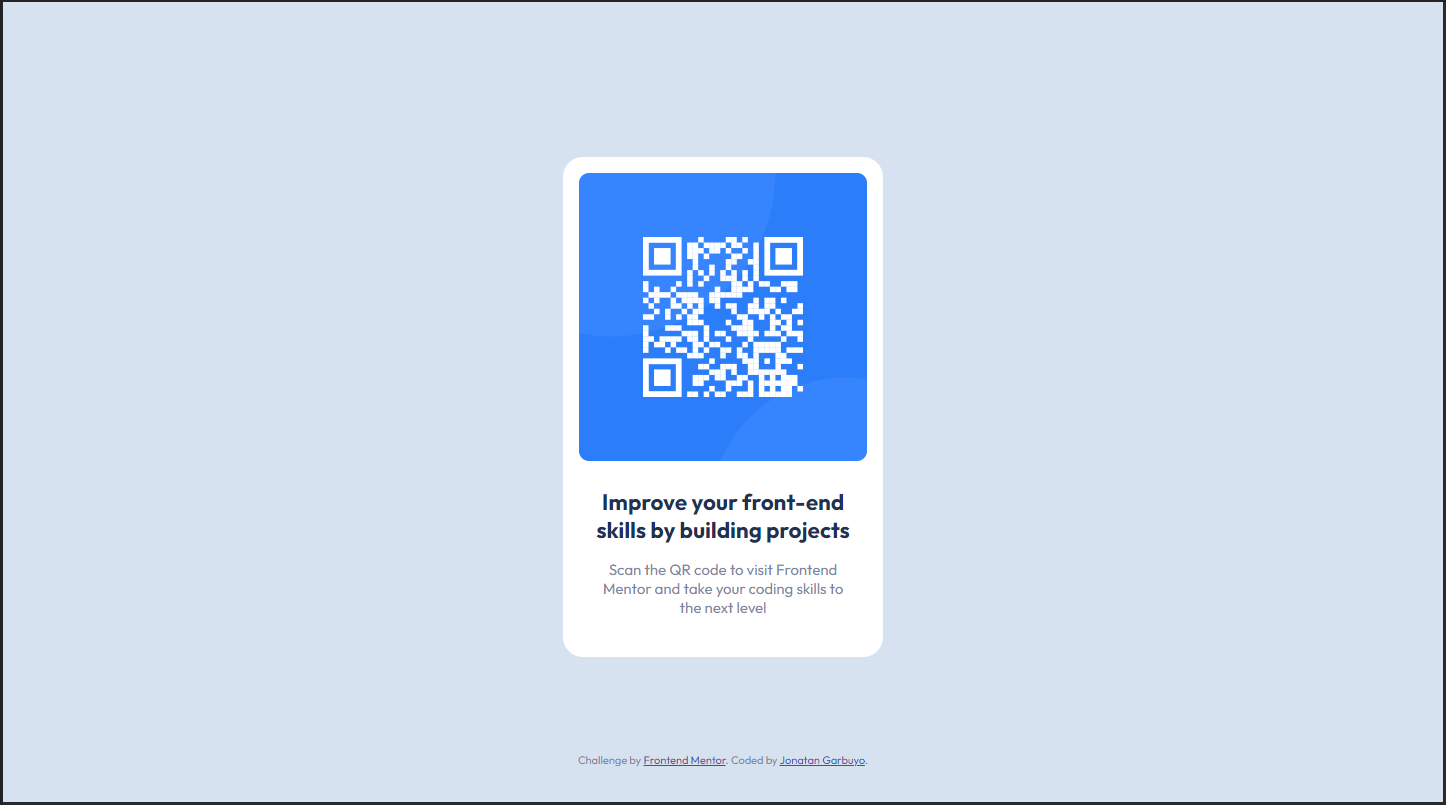 Improve your front-end
skills by building projects
Scan the QR code to visit Frontend
Mentor and take your coding skills to
the next level
Challenge by Frontend Mentor. Coded by Jonatan Garbuyo.